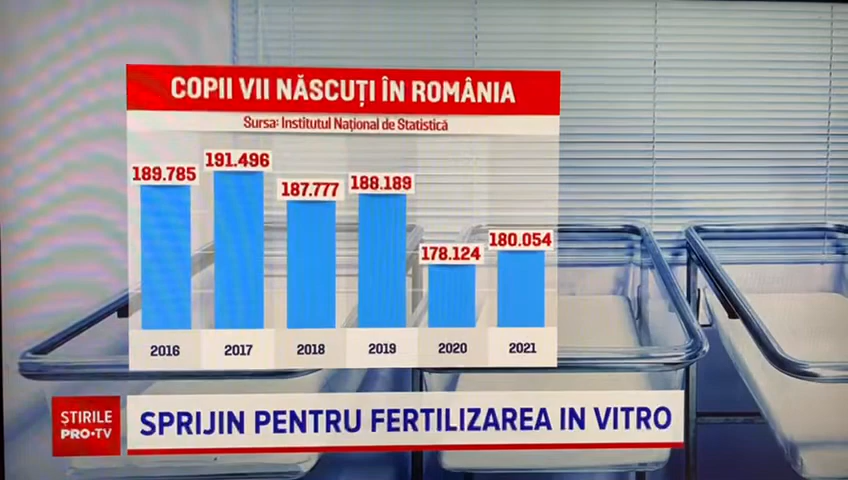 COPII VII NĂSCUȚI ÎN ROMÂNIA
Sursa: Institutul Național de Statistică
189.785
191.496
187.777
188.189
178.124
180.054
2016
2017
2018
2019
2020
2021
ȘTIRILE
PRO•TV
SPRIJIN PENTRU FERTILIZAREA IN VITRO